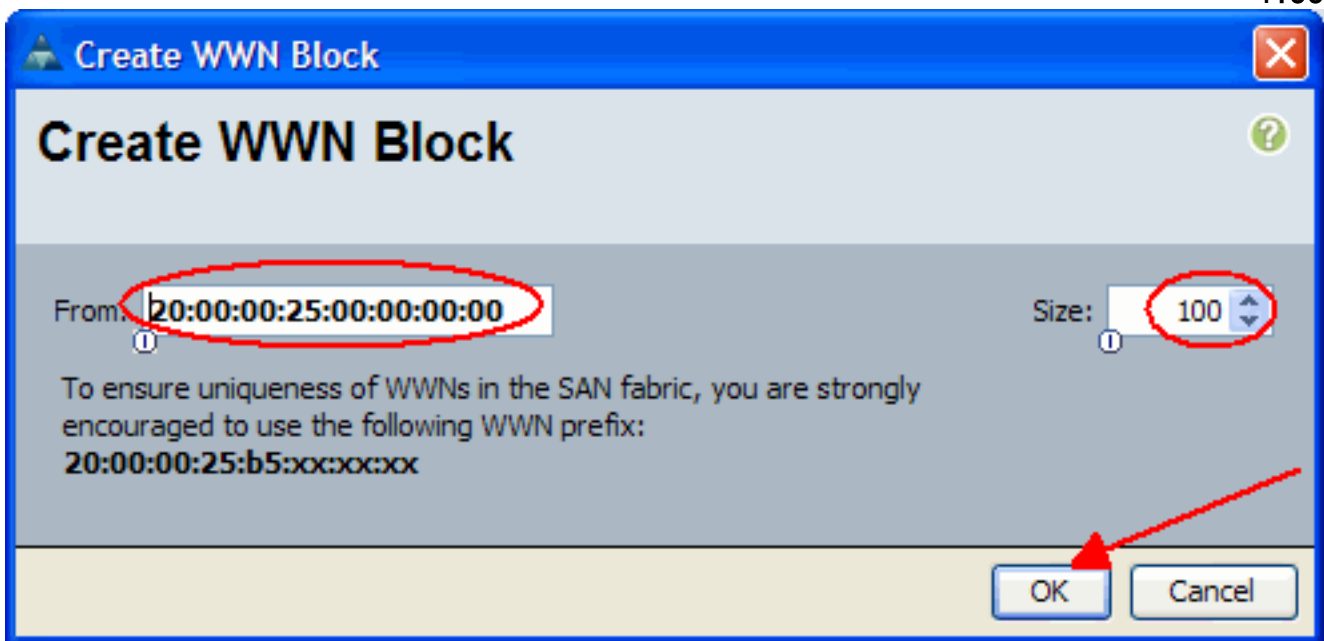 Create WWN Block
Create WWN Block
From: 20:00:00:25:00:00:00:00
Size: 100
To ensure uniqueness of WWNs in the SAN fabric, you are strongly
encouraged to use the following WWN prefix:
20:00:00:25:b5:xx:xx:xx
OK
Cancel